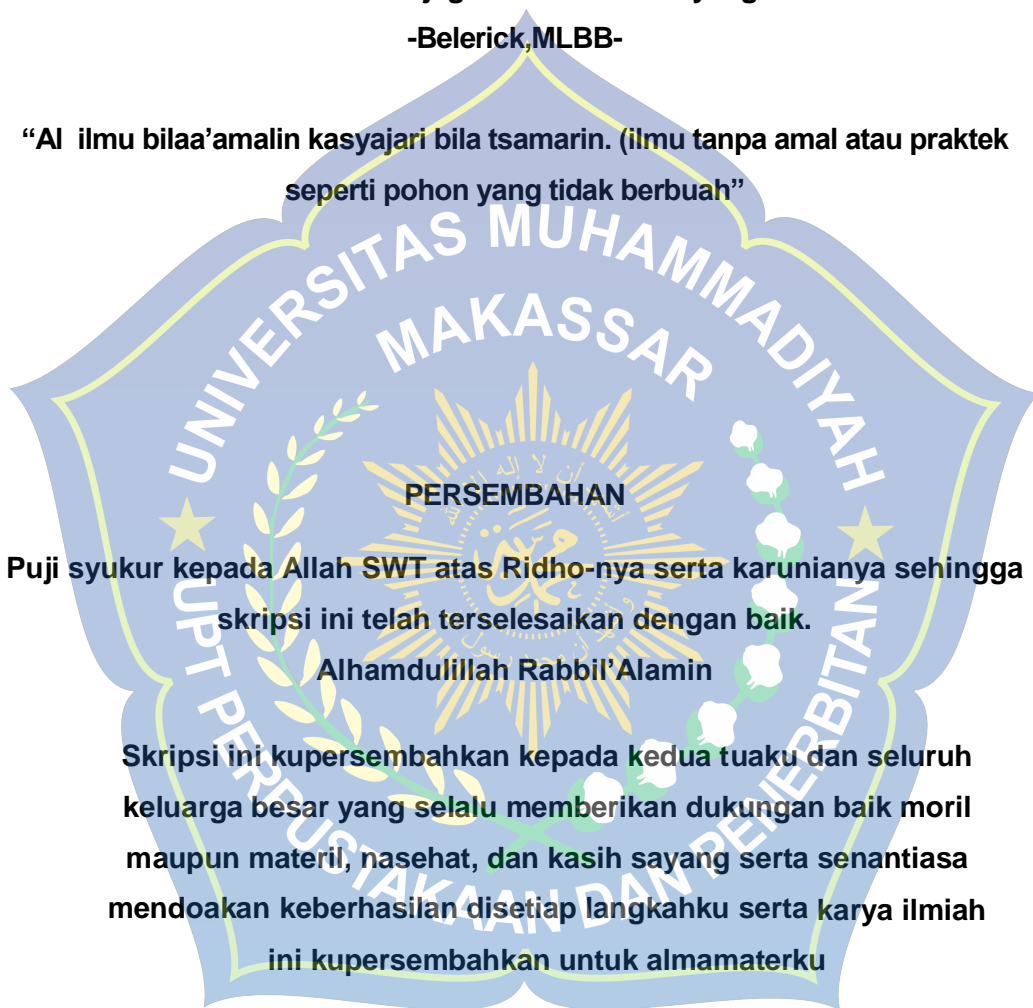 -Belerick,MLBB-
“Al ilmu bilaa’amalin kasyajari bila tsamarin. (ilmu tanpa amal atau praktek
seperti pohon yang tidak berbuah”
UNIVERSITAS MUHAMMADIYAH
MAKASSAR
PERSEMBAHAN
Puji syukur kepada Allah SWT atas Ridho-nya serta karunianya sehingga
skripsi ini telah terselesaikan dengan baik.
Alhamdulillah Rabbil’Alamin
Skripsi ini kupersembahkan kepada kedua tuaku dan seluruh
keluarga besar yang selalu memberikan dukungan baik moril
maupun materil, nasehat, dan kasih sayang serta senantiasa
mendoakan keberhasilan disetiap langkahku serta karya ilmiah
ini kupersembahkan untuk almamaterku
UPT PERPUSTAKAAN DAN PENERBITAN